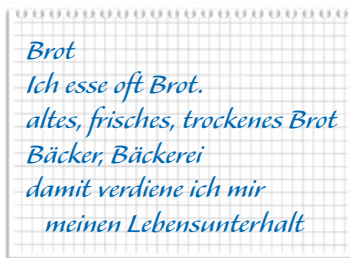 Brot
Ich esse oft Brot.
altes, frisches, trockenes Brot
Bäcker, Bäckerei
damit verdiene ich mir
meinen Lebensunterhalt